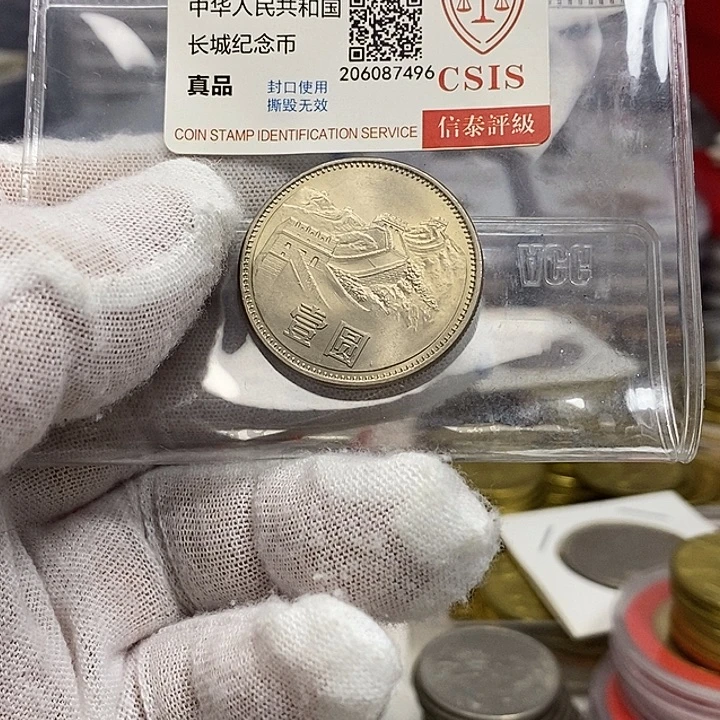 中华人民共和国
长城纪念币
真品
封口使用
撕毁无效
206087496
CSIS
COIN STAMP IDENTIFICATION SERVICE
信泰評級
ACC
壹圆